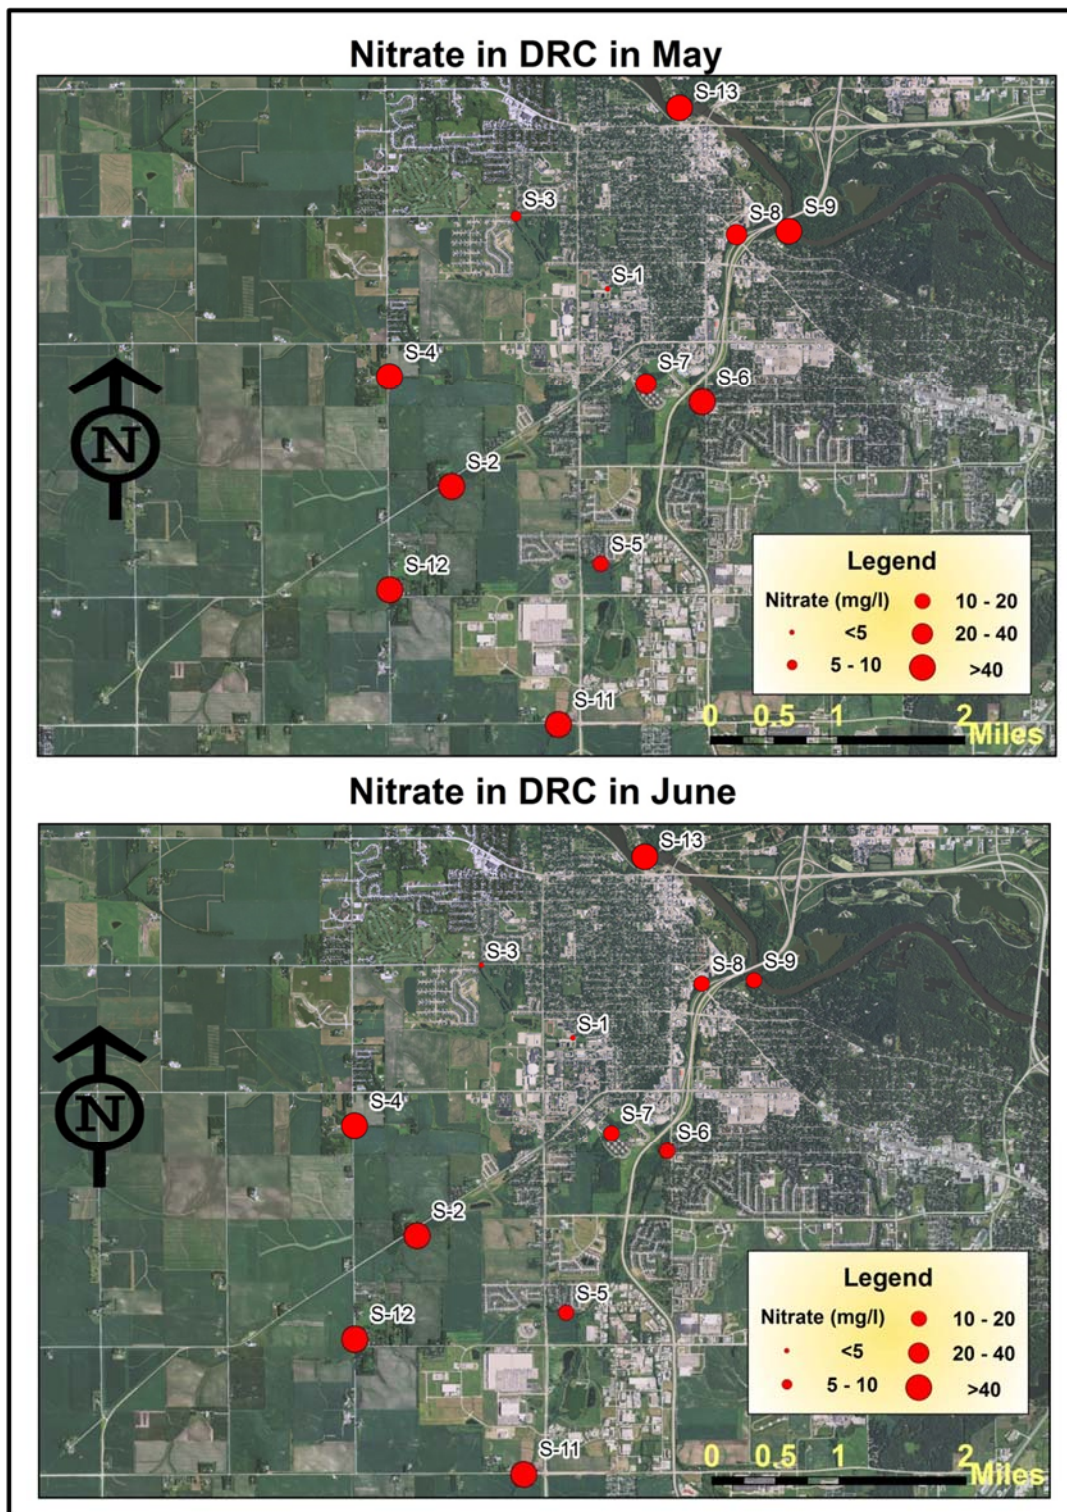 Nitrate in DRC in May
S-13
S-3
S-8
S-9
S-1
S-4
S-7
S-6
S-2
S-5
S-12
S-11
N
Legend
Nitrate (mg/l)
<5
5 - 10
10 - 20
20 - 40
>40
0 0.5 1 2
Miles
Nitrate in DRC in June
S-13
S-3
S-8
S-9
S-1
S-4
S-7
S-6
S-2
S-5
S-12
S-11
N
Legend
Nitrate (mg/l)
<5
5 - 10
10 - 20
20 - 40
>40
0 0.5 1 2
Miles